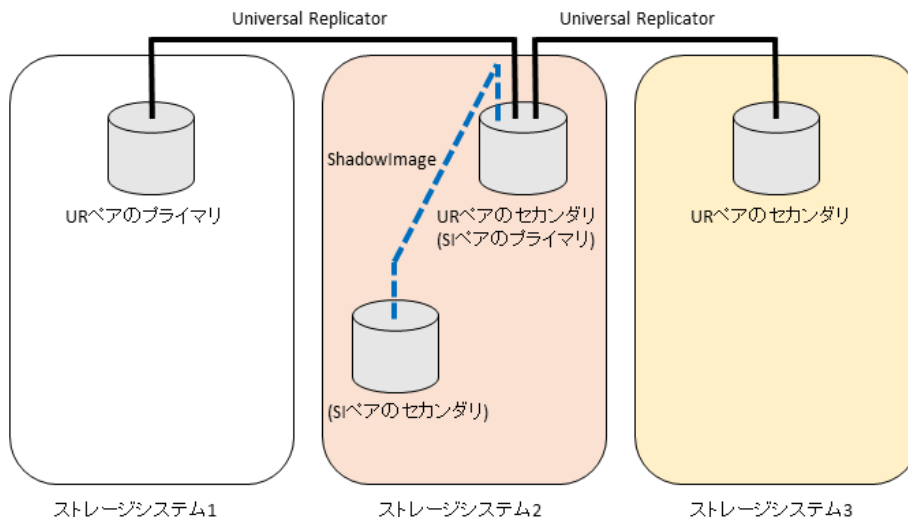 Universal Replicator
Universal Replicator
ShadowImage
URペアのプライマリ
URペアのセカンダリ
(SIペアのプライマリ)
URペアのセカンダリ
(SIペアのセカンダリ)
ストレージシステム1
ストレージシステム2
ストレージシステム3